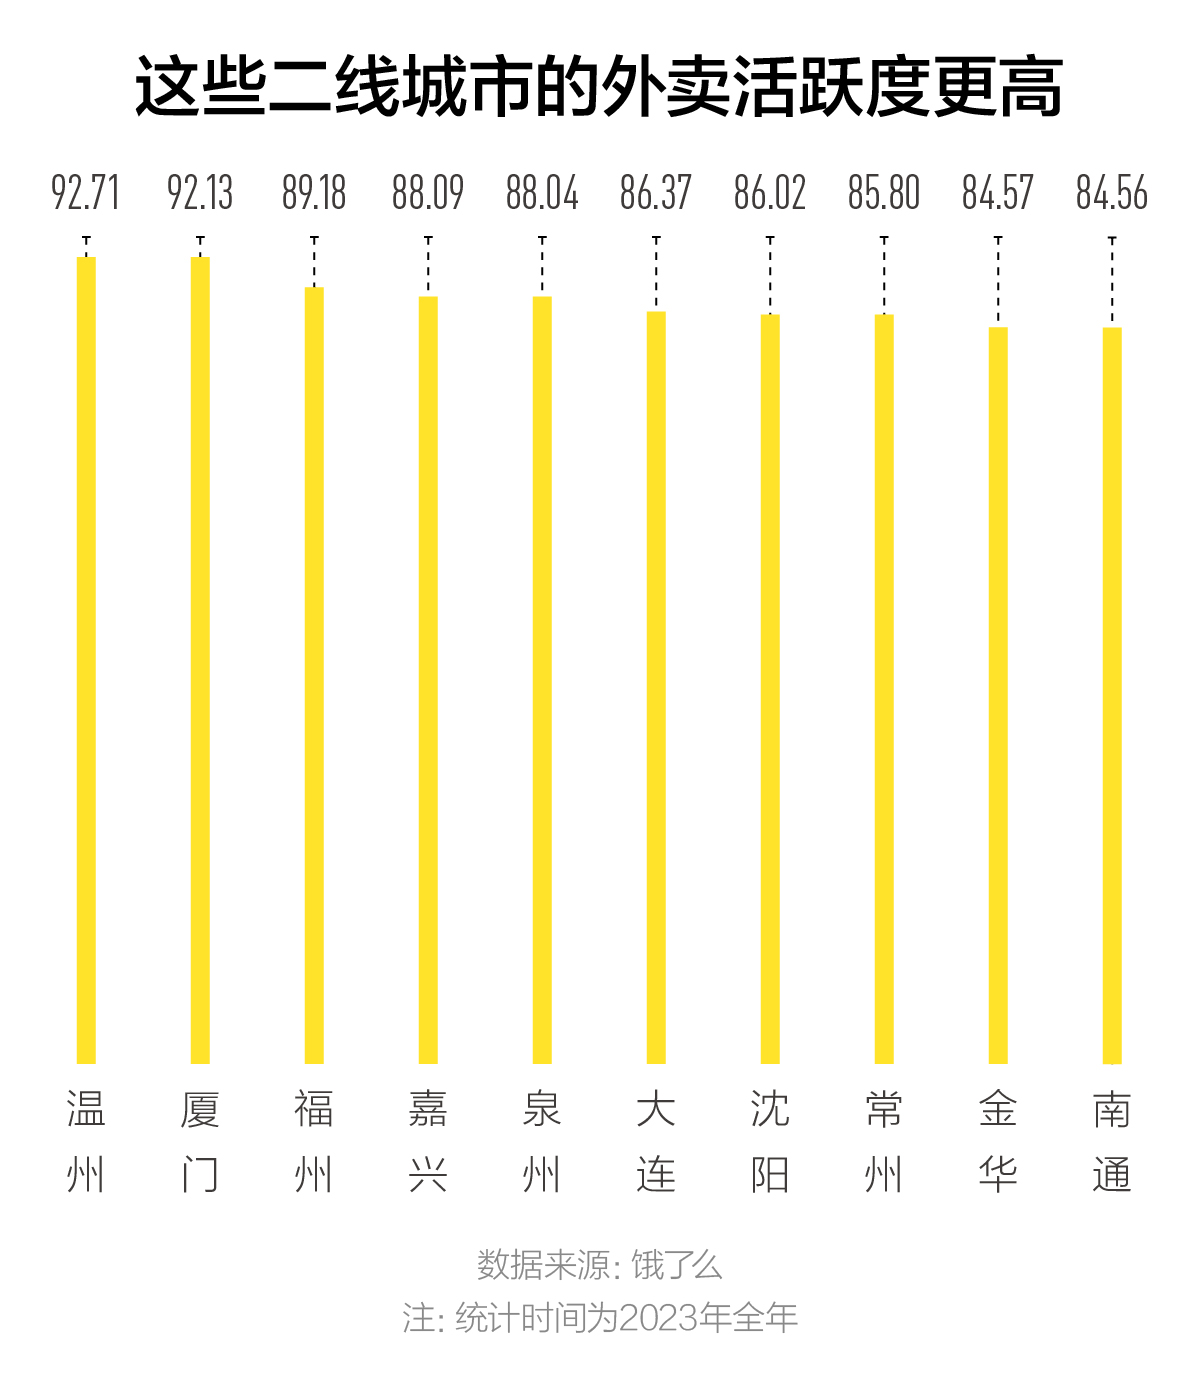 这些二线城市的外卖活跃度更高
92.71 92.13 89.18 88.09 88.04 86.37 86.02 85.80 84.57 84.56
温州 厦门 福州 嘉兴 泉州 大连 沈阳 常州 金华 南通
数据来源：饿了么
注：统计时间为2023年全年